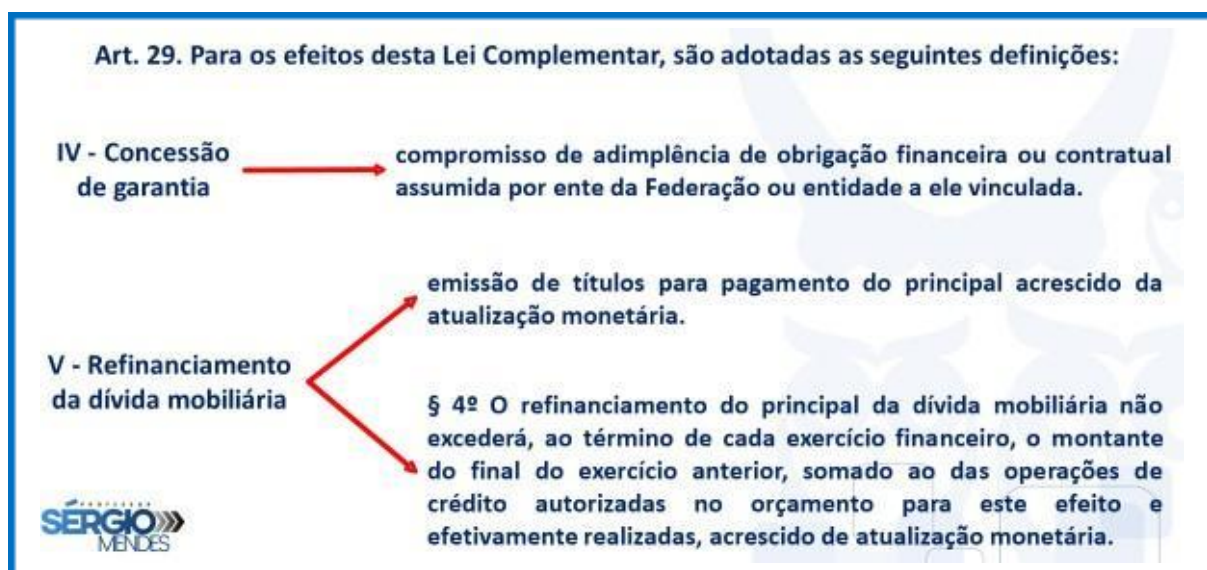 Art. 29. Para os efeitos desta Lei Complementar, são adotadas as seguintes definições:
IV - Concessão
de garantia
compromisso de adimplência de obrigação financeira ou contratual
assumida por ente da Federação ou entidade a ele vinculada.
emissão de títulos para pagamento do principal acrescido da
atualização monetária.
V - Refinanciamento
da dívida mobiliária
§ 4º O refinanciamento do principal da dívida mobiliária não
excederá, ao término de cada exercício financeiro, o montante
do final do exercício anterior, somado ao das operações de
crédito autorizadas no orçamento para este efeito e
efetivamente realizadas, acrescido de atualização monetária.
PROFESSOR
SÉRGIO
MENDES